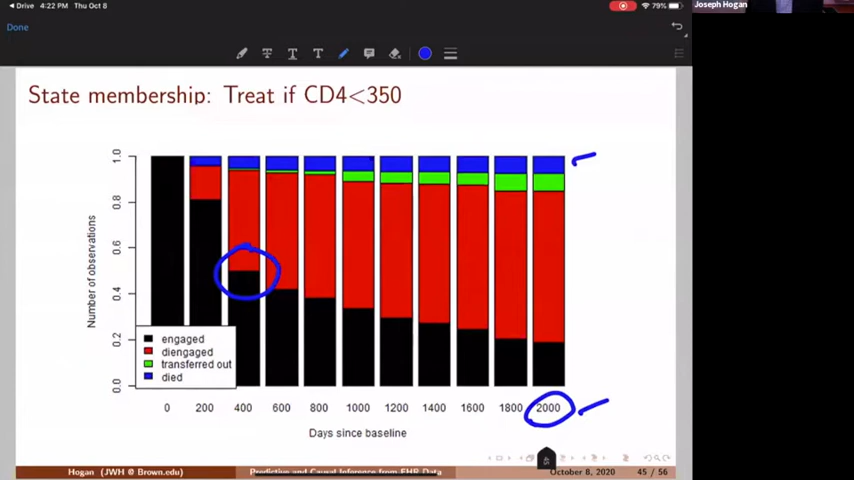 Drive 4:22 PM Thu Oct 8
79%
Joseph Hogan
Done
State membership: Treat if CD4<350
Number of observations
1.0
0.8
0.6
0.4
0.2
0.0
engaged
diengaged
transferred out
died
0 200 400 600 800 1000 1200 1400 1600 1800 2000
Days since baseline
Hogan (JWH @ Brown.edu) Predictive and Causal Inference from EHR Data October 8, 2020 45 / 56